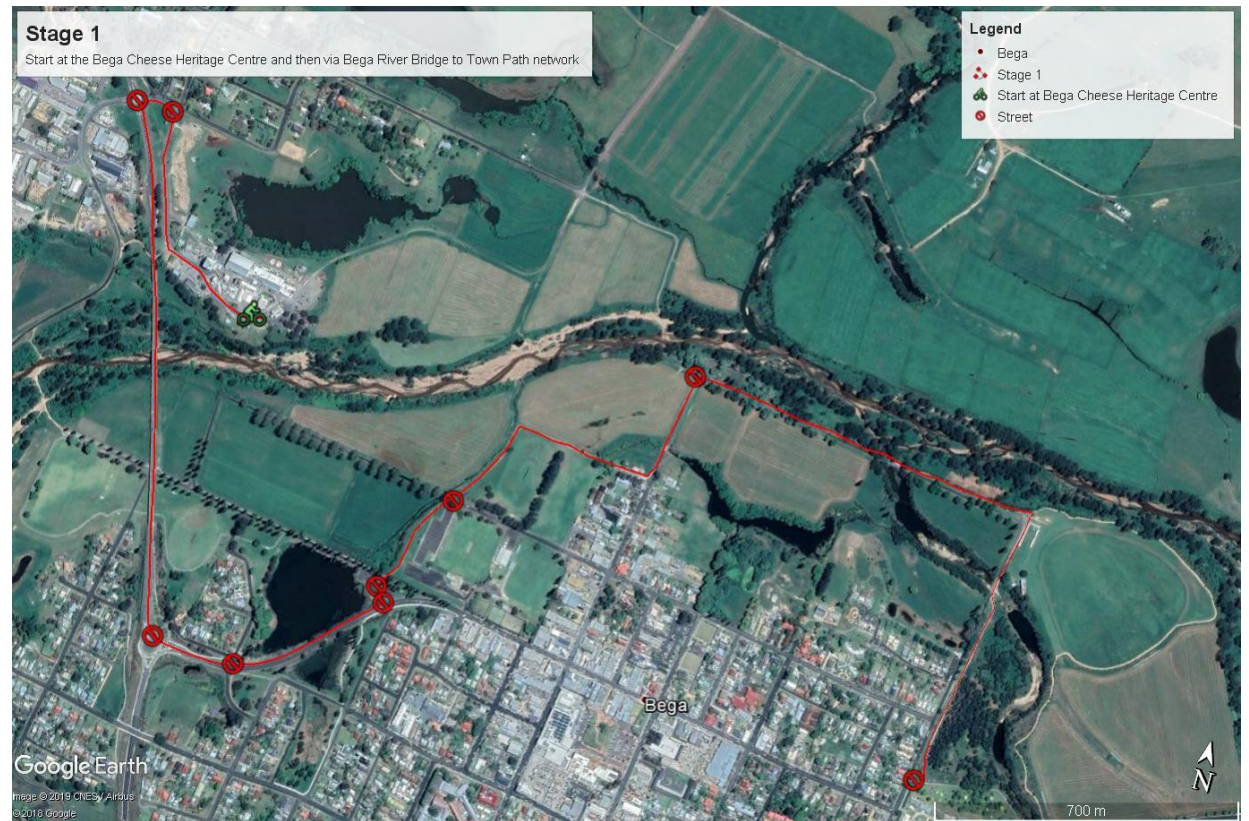 Stage 1
Start at the Bega Cheese Heritage Centre and then via Bega River Bridge to Town Path network
Legend
Bega
Stage 1
Start at Bega Cheese Heritage Centre
Street
Bega
Google Earth
Image © 2019 CNES / Airbus
© 2018 Google
N
700 m